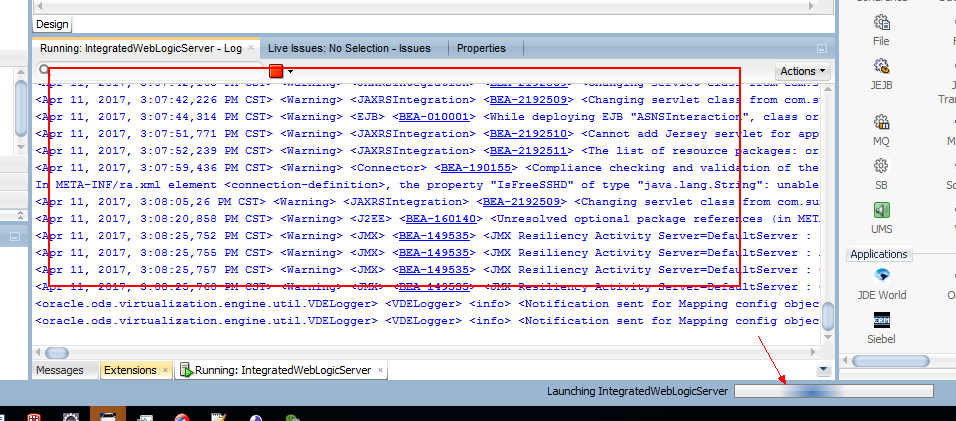 Design
Running: IntegratedWebLogicServer - Log
Live Issues: No Selection - Issues
Properties
Actions
<Apr 11, 2017, 3:07:42,226 PM CST> <Warning> <JAXRSIntegration> <BEA-2192509> <Changing servlet class from com.su
<Apr 11, 2017, 3:07:44,314 PM CST> <Warning> <EJB> <BEA-010001> <While deploying EJB "ASNSInteraction", class or
<Apr 11, 2017, 3:07:51,771 PM CST> <Warning> <JAXRSIntegration> <BEA-2192510> <Cannot add Jersey servlet for app
<Apr 11, 2017, 3:07:52,239 PM CST> <Warning> <JAXRSIntegration> <BEA-2192511> <The list of resource packages: or
<Apr 11, 2017, 3:07:59,436 PM CST> <Warning> <Connector> <BEA-190155> <Compliance checking and validation of the
In META-INF/ra.xml element <connection-definition>, the property "IsFreeSSHD" of type "java.lang.String": unable
<Apr 11, 2017, 3:08:05,26 PM CST> <Warning> <JAXRSIntegration> <BEA-2192509> <Changing servlet class from com.sun
<Apr 11, 2017, 3:08:20,858 PM CST> <Warning> <J2EE> <BEA-160140> <Unresolved optional package references (in META
<Apr 11, 2017, 3:08:25,752 PM CST> <Warning> <JMX> <BEA-149535> <JMX Resiliency Activity Server=DefaultServer :
<Apr 11, 2017, 3:08:25,755 PM CST> <Warning> <JMX> <BEA-149535> <JMX Resiliency Activity Server=DefaultServer :
<Apr 11, 2017, 3:08:25,757 PM CST> <Warning> <JMX> <BEA-149535> <JMX Resiliency Activity Server=DefaultServer :
<Apr 11, 2017, 3:08:25,760 PM CST> <Warning> <JMX> <BEA-149535> <JMX Resiliency Activity Server=DefaultServer :
<oracle.ods.virtualization.engine.util.VDELogger> <VDELogger> <info> <Notification sent for Mapping config objec
<oracle.ods.virtualization.engine.util.VDELogger> <VDELogger> <info> <Notification sent for Mapping config objec
Messages
Extensions
Running: IntegratedWebLogicServer
Launching IntegratedWebLogicServer
File
JEJB
MQ
SB
UMS
Applications
JDE World
Siebel